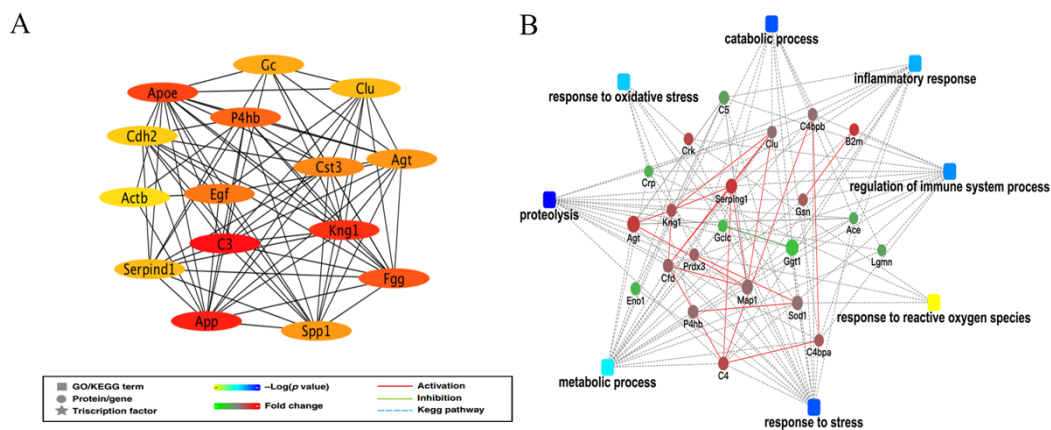 A
B
Gc
Clu
Apoe
P4hb
Cdh2
Cst3
Agt
Actb
Egf
Kng1
C3
Serpind1
Fgg
App
Spp1
GO/KEGG term
Protein/gene
Triscription factor
–Log(p value)
Fold change
Activation
Inhibition
Kegg pathway
catabolic process
inflammatory response
response to oxidative stress
C5
C4bpb
B2m
Clu
Crk
Crp
regulation of immune system process
Serping1
Gsn
proteolysis
Kng1
Agt
Gclc
Ace
Ggt1
Lgmn
Prdx3
Cfd
Eno1
Map1
Sod1
response to reactive oxygen species
P4hb
C4bpa
C4
metabolic process
response to stress